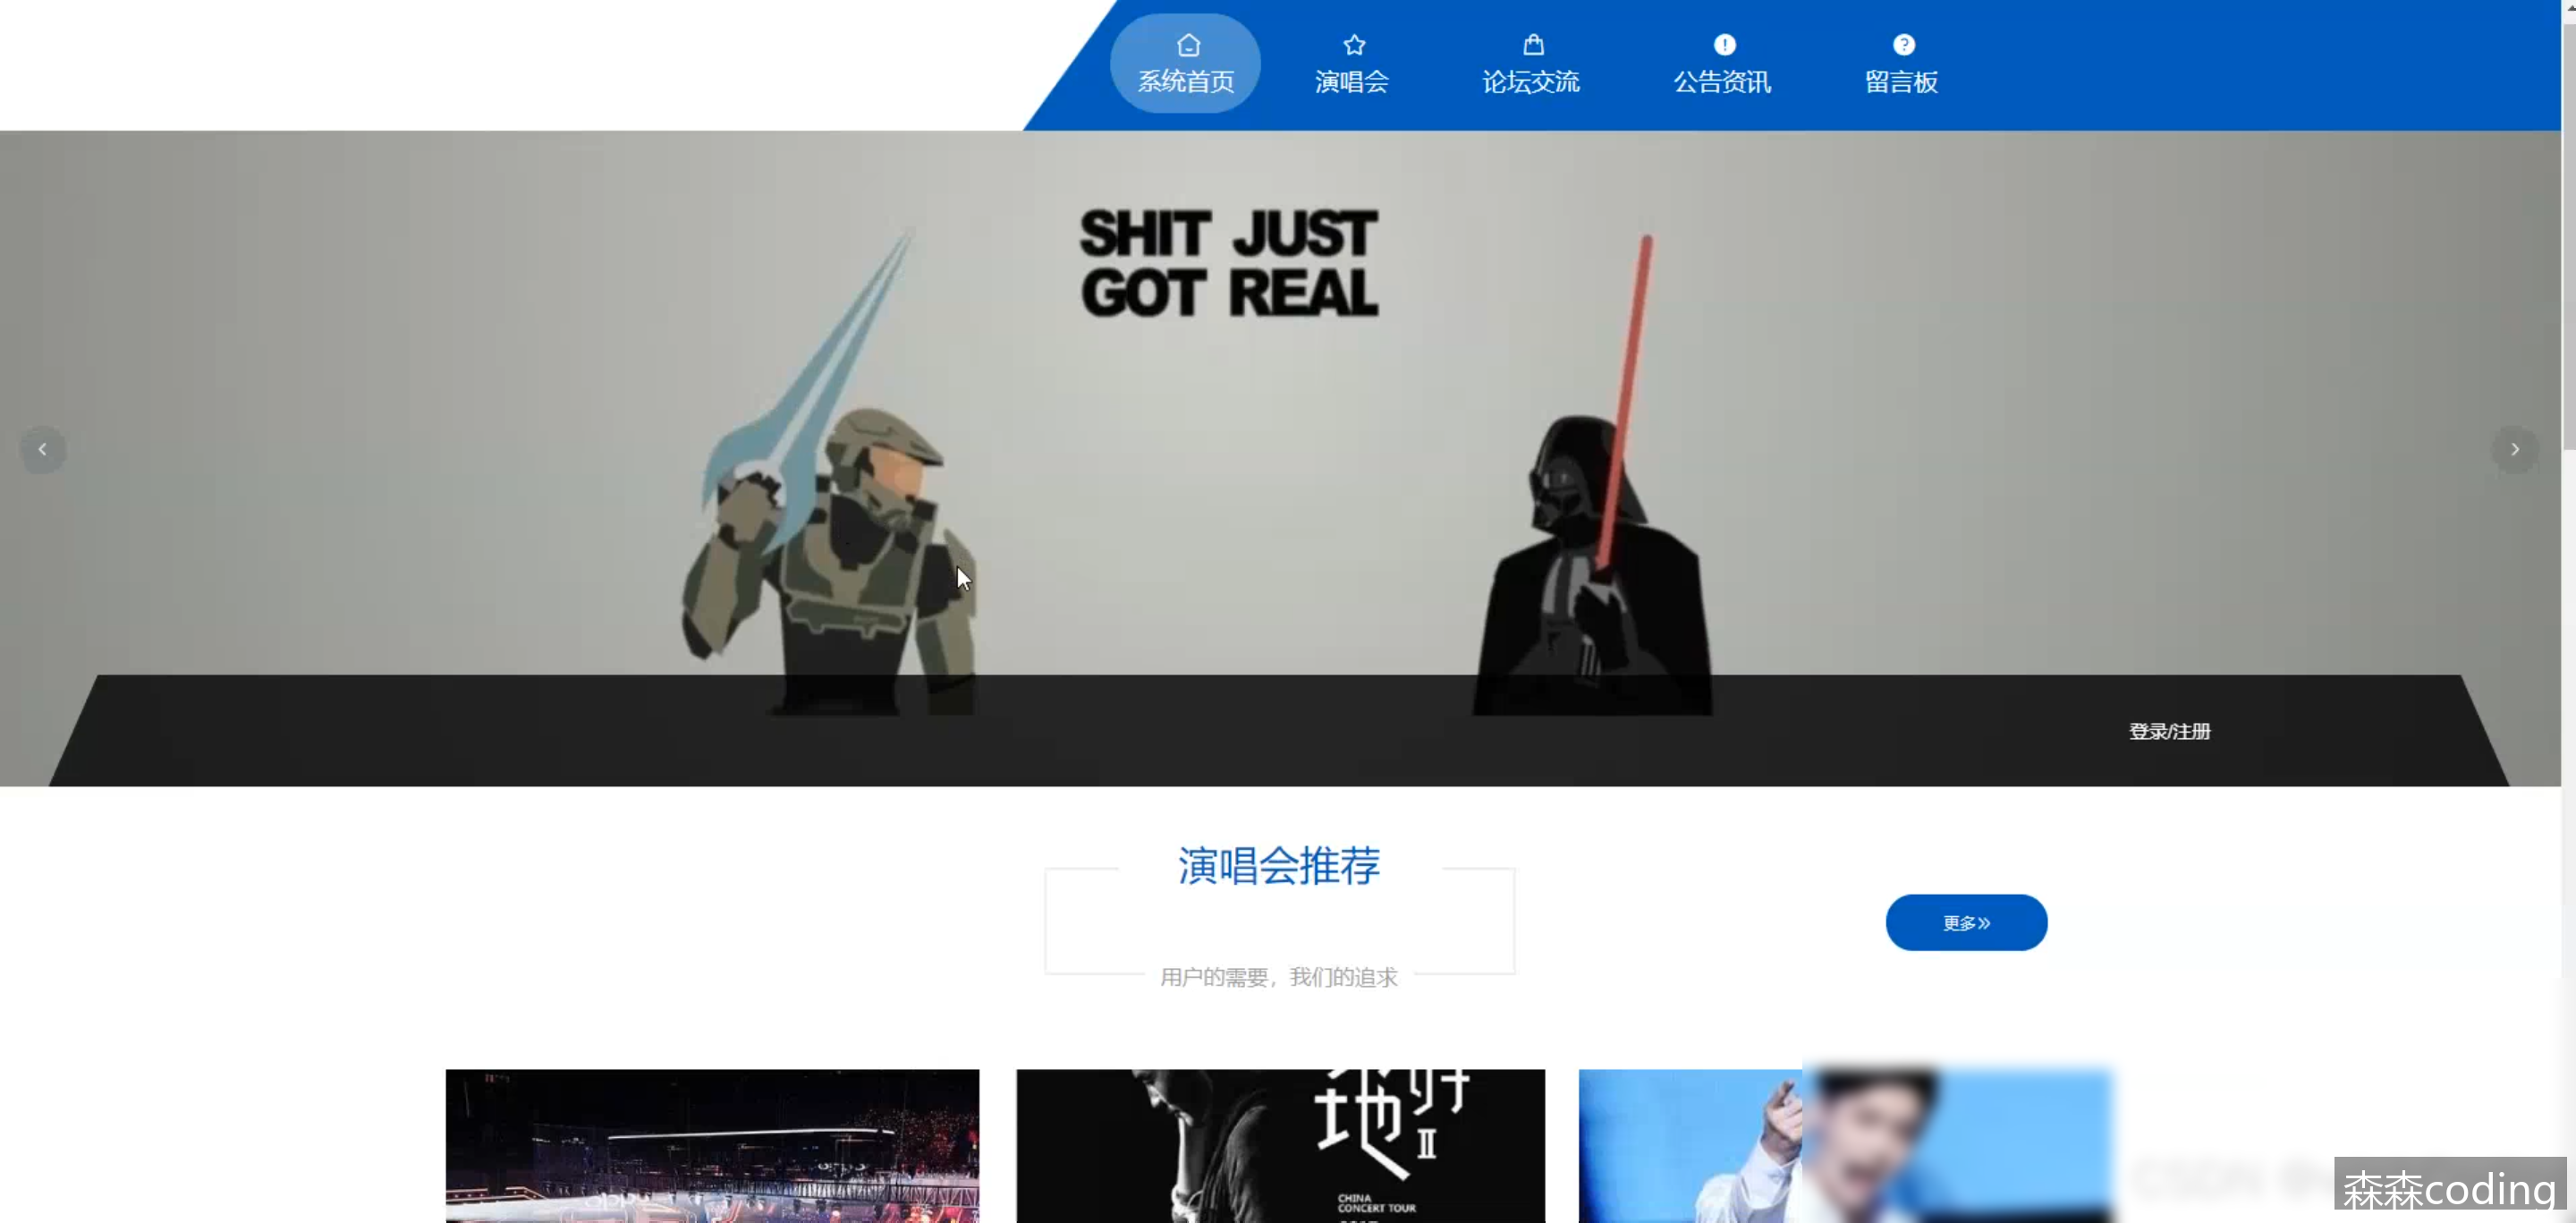 系统首页
演唱会
论坛交流
公告资讯
留言板
SHIT JUST
GOT REAL
登录/注册
演唱会推荐
更多»
用户的需要，我们的追求
II
CHINA
CONCERT TOUR
森森coding